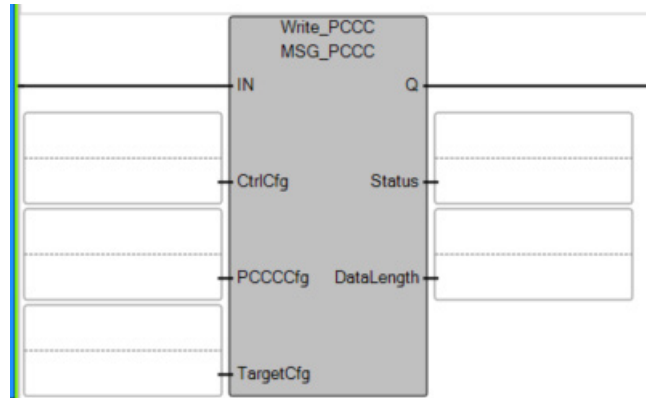 Write_PCCC
MSG_PCCC
IN Q
CtrlCfg Status
PCCCCfg DataLength
TargetCfg